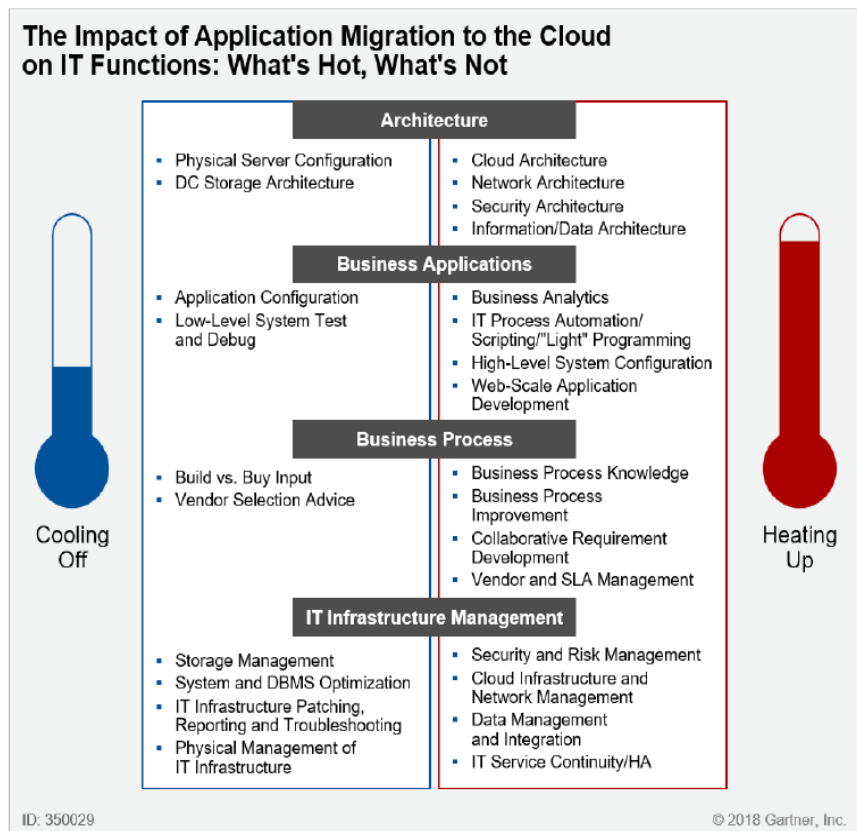 The Impact of Application Migration to the Cloud
on IT Functions: What's Hot, What's Not
Architecture
▪ Physical Server Configuration
▪ DC Storage Architecture
▪ Cloud Architecture
▪ Network Architecture
▪ Security Architecture
▪ Information/Data Architecture
Business Applications
▪ Application Configuration
▪ Low-Level System Test
and Debug
▪ Business Analytics
▪ IT Process Automation/
Scripting/"Light" Programming
▪ High-Level System Configuration
▪ Web-Scale Application
Development
Business Process
▪ Build vs. Buy Input
▪ Vendor Selection Advice
▪ Business Process Knowledge
▪ Business Process
Improvement
▪ Collaborative Requirement
Development
▪ Vendor and SLA Management
Cooling
Off
Heating
Up
IT Infrastructure Management
▪ Storage Management
▪ System and DBMS Optimization
▪ IT Infrastructure Patching,
Reporting and Troubleshooting
▪ Physical Management of
IT Infrastructure
▪ Security and Risk Management
▪ Cloud Infrastructure and
Network Management
▪ Data Management
and Integration
▪ IT Service Continuity/HA
ID: 350029
© 2018 Gartner, Inc.